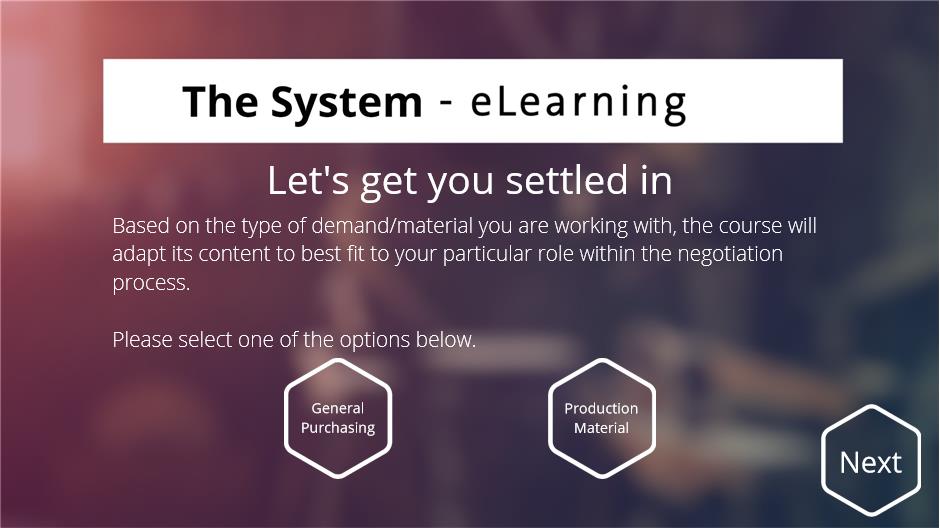 The System - eLearning
Let's get you settled in
Based on the type of demand/material you are working with, the course will
adapt its content to best fit to your particular role within the negotiation
process.
Please select one of the options below.
General
Purchasing
Production
Material
Next